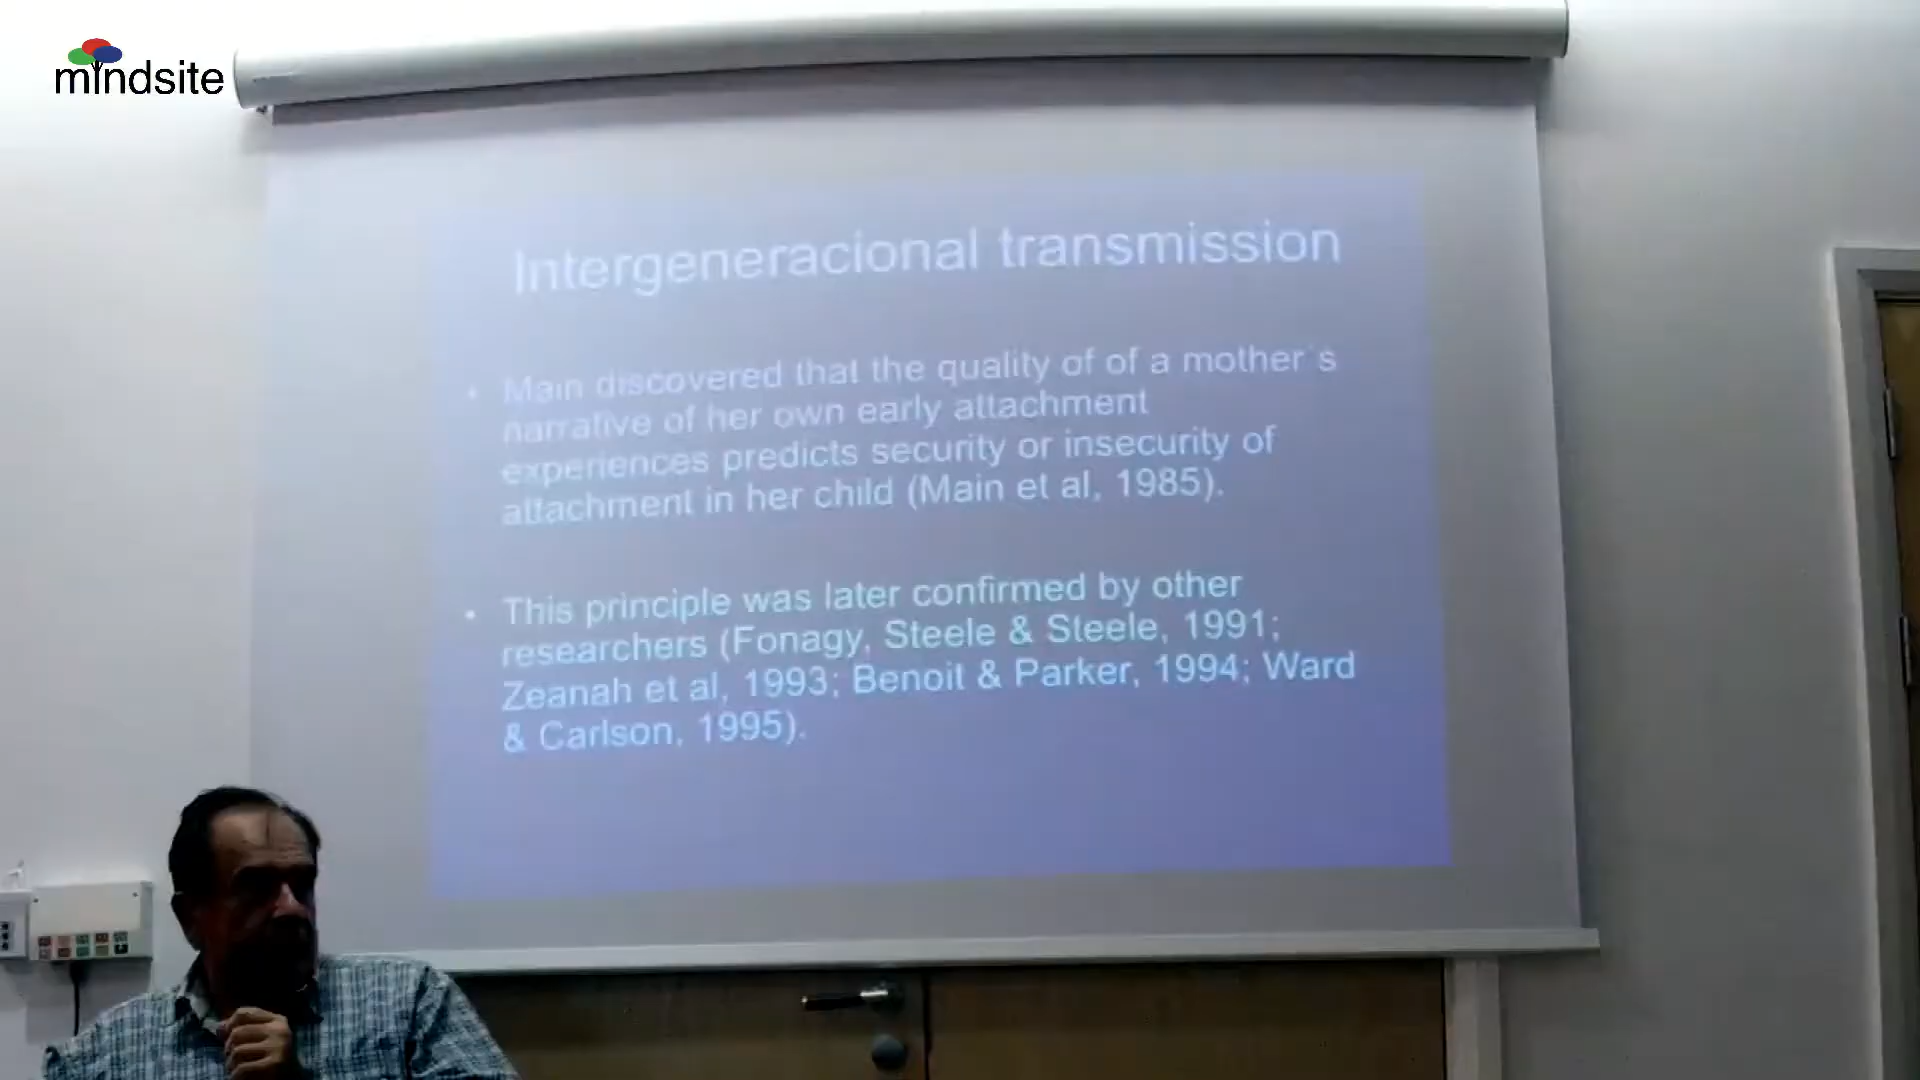 mindsite
Intergeneracional transmission
• Main discovered that the quality of of a mother´s
narrative of her own early attachment
experiences predicts security or insecurity of
attachment in her child (Main et al, 1985).
• This principle was later confirmed by other
researchers (Fonagy, Steele & Steele, 1991;
Zeanah et al, 1993; Benoit & Parker, 1994; Ward
& Carlson, 1995).